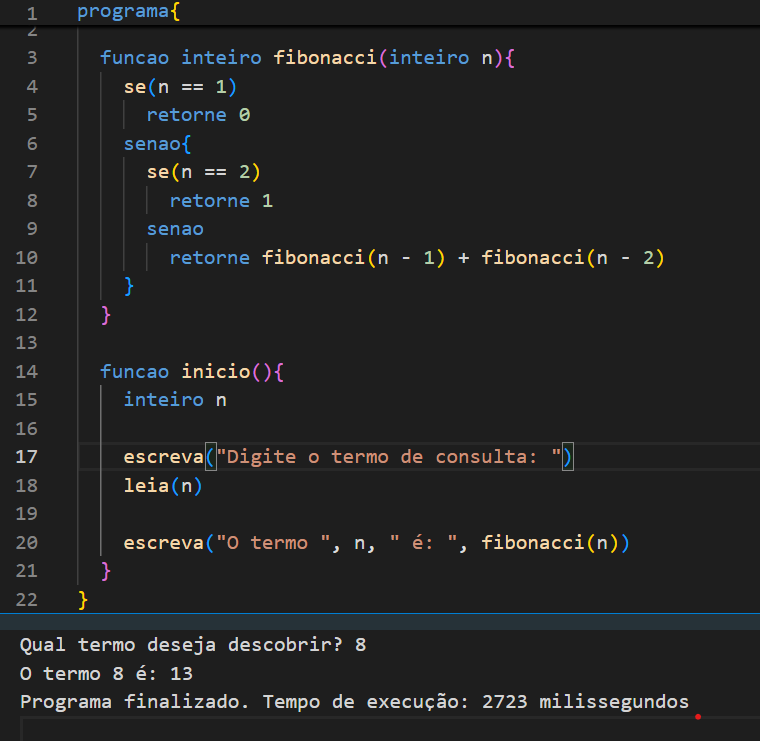 1 programa{
2
3 funcao inteiro fibonacci(inteiro n){
4 se(n == 1)
5 retorne 0
6 senao{
7 se(n == 2)
8 retorne 1
9 senao
10 retorne fibonacci(n - 1) + fibonacci(n - 2)
11 }
12 }
13
14 funcao inicio(){
15 inteiro n
16
17 escreva("Digite o termo de consulta: ")
18 leia(n)
19
20 escreva("O termo ", n, " é: ", fibonacci(n))
21 }
22 }
Qual termo deseja descobrir? 8
O termo 8 é: 13
Programa finalizado. Tempo de execução: 2723 milissegundos